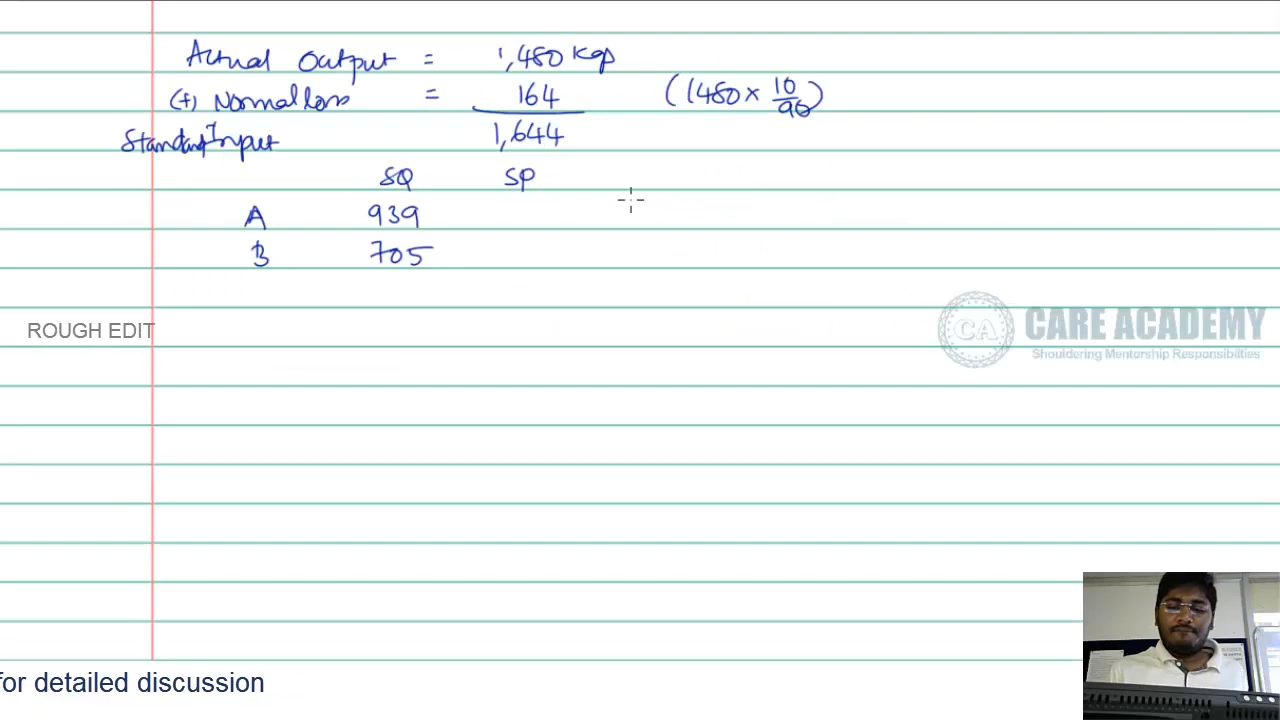 Actual Output = 1,480 Kgs
(+) Normal loss = 164 (1480 × 10/90)
Standard Input 1,644
SQ SP
A 939
B 705
ROUGH EDIT
CA CARE ACADEMY
Shouldering Mentorship Responsibilities
for detailed discussion